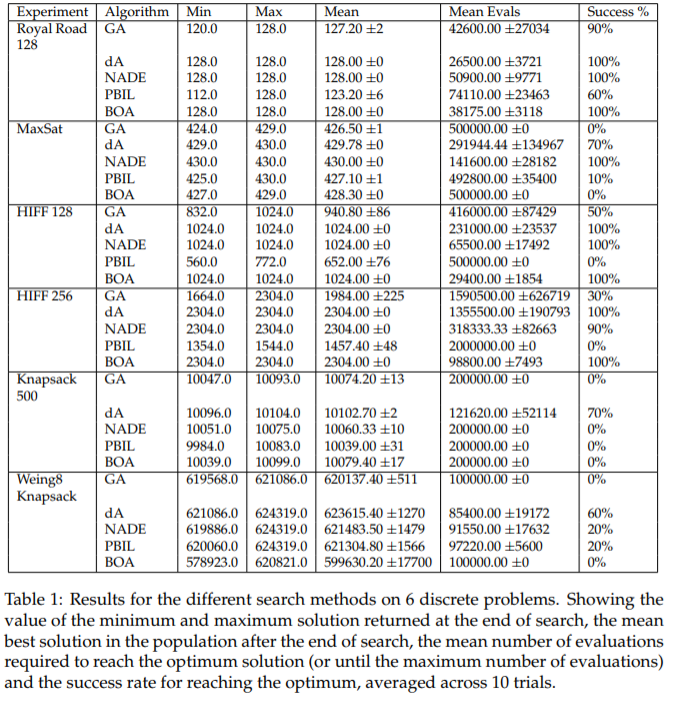 Experiment Algorithm Min Max Mean Mean Evals Success %
Royal Road GA 120.0 128.0 127.20 ±2 42600.00 ±27034 90%
128
dA 128.0 128.0 128.00 ±0 26500.00 ±3721 100%
NADE 128.0 128.0 128.00 ±0 50900.00 ±9771 100%
PBIL 112.0 128.0 123.20 ±6 74110.00 ±23463 60%
BOA 128.0 128.0 128.00 ±0 38175.00 ±3118 100%
MaxSat GA 424.0 429.0 426.50 ±1 500000.00 ±0 0%
dA 429.0 430.0 429.78 ±0 291944.44 ±134967 70%
NADE 430.0 430.0 430.00 ±0 141600.00 ±28182 100%
PBIL 425.0 430.0 427.10 ±1 492800.00 ±35400 10%
BOA 427.0 429.0 428.30 ±0 500000.00 ±0 0%
HIFF 128 GA 832.0 1024.0 940.80 ±86 416000.00 ±87429 50%
dA 1024.0 1024.0 1024.00 ±0 231000.00 ±23537 100%
NADE 1024.0 1024.0 1024.00 ±0 65500.00 ±17492 100%
PBIL 560.0 772.0 652.00 ±76 500000.00 ±0 0%
BOA 1024.0 1024.0 1024.00 ±0 29400.00 ±1854 100%
HIFF 256 GA 1664.0 2304.0 1984.00 ±225 1590500.00 ±626719 30%
dA 2304.0 2304.0 2304.00 ±0 1355500.00 ±190793 100%
NADE 2304.0 2304.0 2304.00 ±0 318333.33 ±82663 90%
PBIL 1354.0 1544.0 1457.40 ±48 2000000.00 ±0 0%
BOA 2304.0 2304.0 2304.00 ±0 98800.00 ±7493 100%
Knapsack GA 10047.0 10093.0 10074.20 ±13 200000.00 ±0 0%
500
dA 10096.0 10104.0 10102.70 ±2 121620.00 ±52114 70%
NADE 10051.0 10075.0 10060.33 ±10 200000.00 ±0 0%
PBIL 9984.0 10083.0 10039.00 ±31 200000.00 ±0 0%
BOA 10039.0 10099.0 10079.40 ±17 200000.00 ±0 0%
Weing8 GA 619568.0 621086.0 620137.40 ±511 100000.00 ±0 0%
Knapsack
dA 621086.0 624319.0 623615.40 ±1270 85400.00 ±19172 60%
NADE 619886.0 624319.0 621483.50 ±1479 91550.00 ±17632 20%
PBIL 620060.0 624319.0 621304.80 ±1566 97220.00 ±5600 20%
BOA 578923.0 620821.0 599630.20 ±17700 100000.00 ±0 0%
Table 1: Results for the different search methods on 6 discrete problems. Showing the
value of the minimum and maximum solution returned at the end of search, the mean
best solution in the population after the end of search, the mean number of evaluations
required to reach the optimum solution (or until the maximum number of evaluations)
and the success rate for reaching the optimum, averaged across 10 trials.